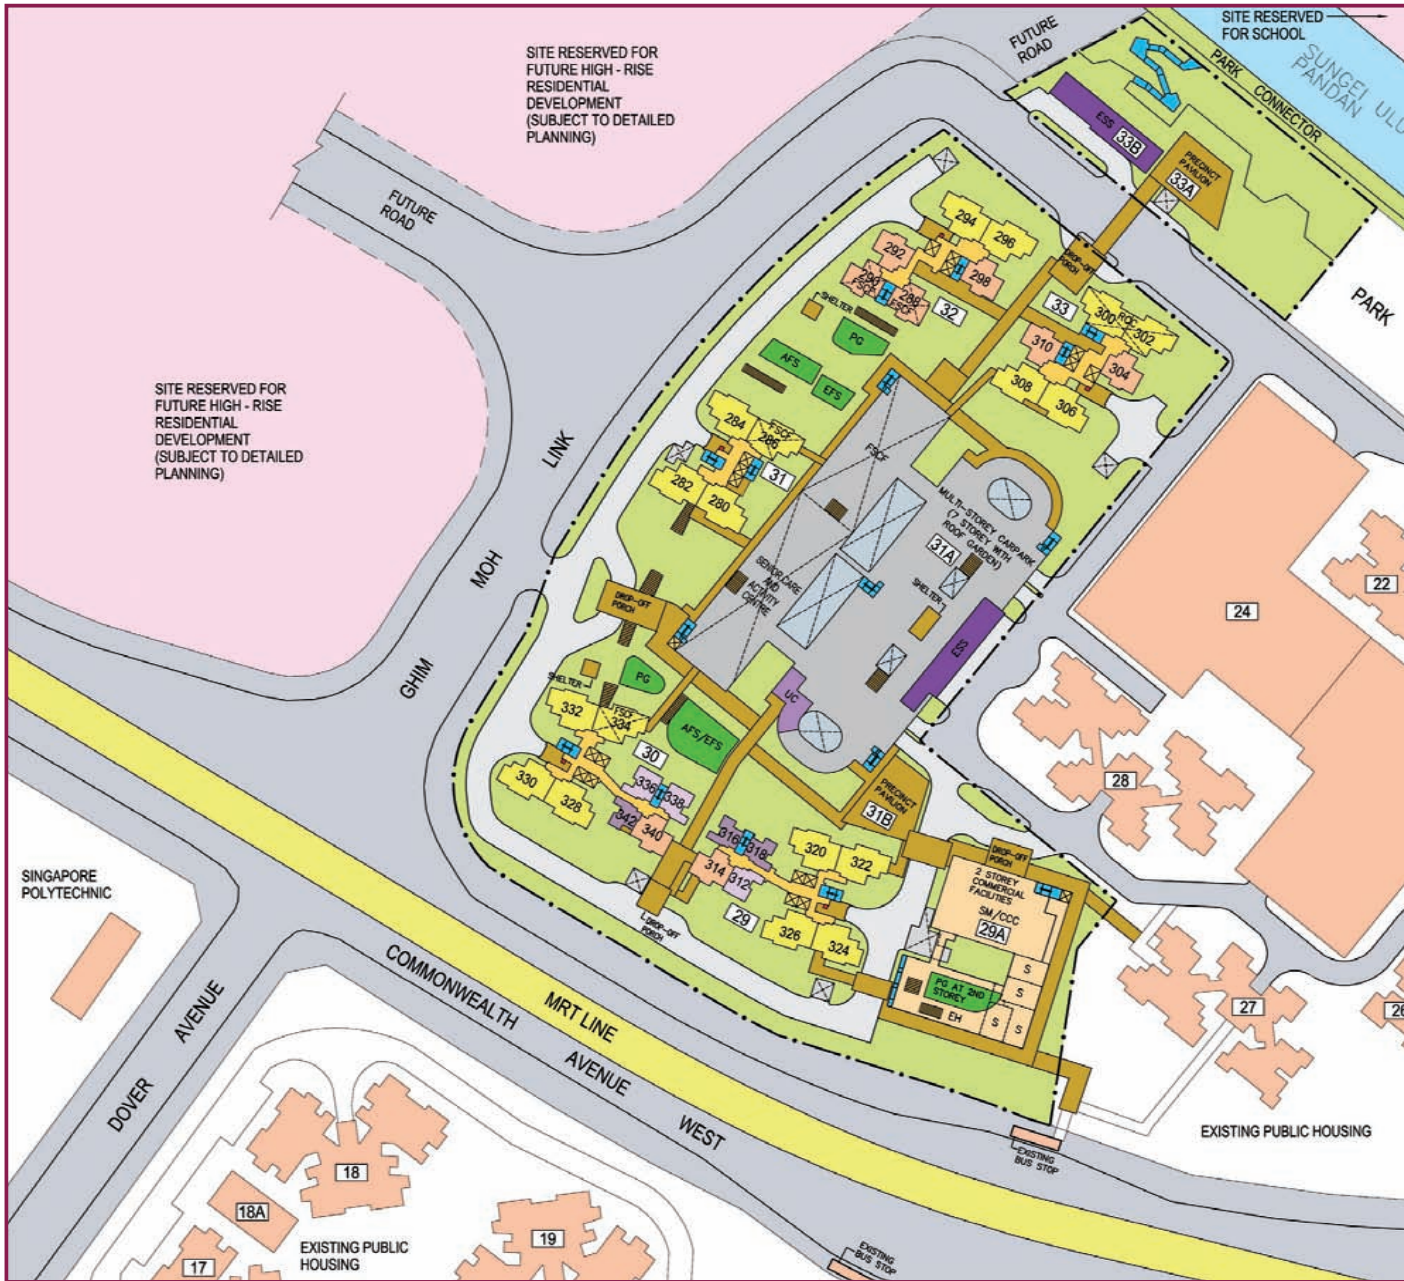 SITE RESERVED
FOR SCHOOL
SUNGEI ULU
PANDAN
PARK
CONNECTOR
FUTURE
ROAD
SITE RESERVED FOR
FUTURE HIGH - RISE
RESIDENTIAL
DEVELOPMENT
(SUBJECT TO DETAILED
PLANNING)
ESS
33B
PRECINCT
PAVILION
33A
FUTURE
ROAD
DROP-OFF
PORCH
PARK
294
296
292
298
290
FSCF
288
FSCF
32
SHELTER
PG
AFS
EFS
33
300
RCF
302
310
304
308
306
SITE RESERVED FOR
FUTURE HIGH - RISE
RESIDENTIAL
DEVELOPMENT
(SUBJECT TO DETAILED
PLANNING)
284
FSCF
286
31
282
280
FSCF
MULTI-STOREY CARPARK
(7 STOREY WITH
ROOF GARDEN)
31A
SHELTER
SENIOR CARE
AND
ACTIVITY
CENTRE
ESS
UC
LINK
MOH
GHIM
DROP-OFF
PORCH
SHELTER
PG
332
FSCF
334
AFS/EFS
30
330
328
336
338
342
340
316
318
314
312
29
320
322
326
324
DROP-OFF
PORCH
PRECINCT
PAVILION
31B
DROP-OFF
PORCH
2 STOREY
COMMERCIAL
FACILITIES
SM/CCC
29A
PG AT 2ND
STOREY
EH
S
S
S
S
22
24
28
27
26
EXISTING PUBLIC HOUSING
EXISTING
BUS STOP
SINGAPORE
POLYTECHNIC
DOVER
AVENUE
COMMONWEALTH
AVENUE
WEST
MRT LINE
18
18A
17
19
EXISTING PUBLIC
HOUSING
EXISTING
BUS STOP